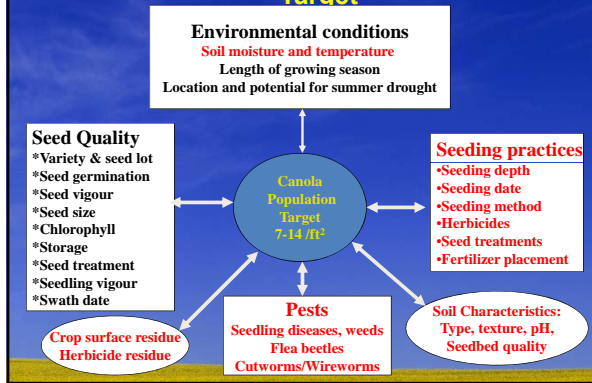 Target
Environmental conditions
Soil moisture and temperature
Length of growing season
Location and potential for summer drought
Seed Quality
*Variety & seed lot
*Seed germination
*Seed vigour
*Seed size
*Chlorophyll
*Storage
*Seed treatment
*Seedling vigour
*Swath date
Canola
Population
Target
7-14 /ft²
Seeding practices
•Seeding depth
•Seeding date
•Seeding method
•Herbicides
•Seed treatments
•Fertilizer placement
Crop surface residue
Herbicide residue
Pests
Seedling diseases, weeds
Flea beetles
Cutworms/Wireworms
Soil Characteristics:
Type, texture, pH,
Seedbed quality